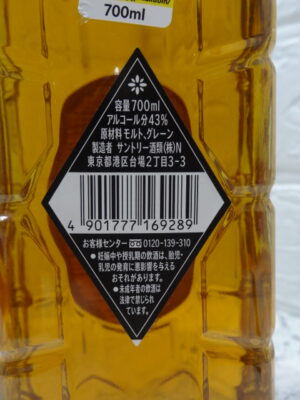 700ml
容量700ml
アルコール分43%
原材料モルト、グレーン
製造者 サントリー酒類(株)N
東京都港区台場2丁目3-3
4 901777 169289
お客様センター 0120-139-310
●妊娠中や授乳期の飲酒は、胎児・
乳児の発育に悪影響を与える
おそれがあります。
●未成年者の飲酒は
法律で禁じられ
ています。